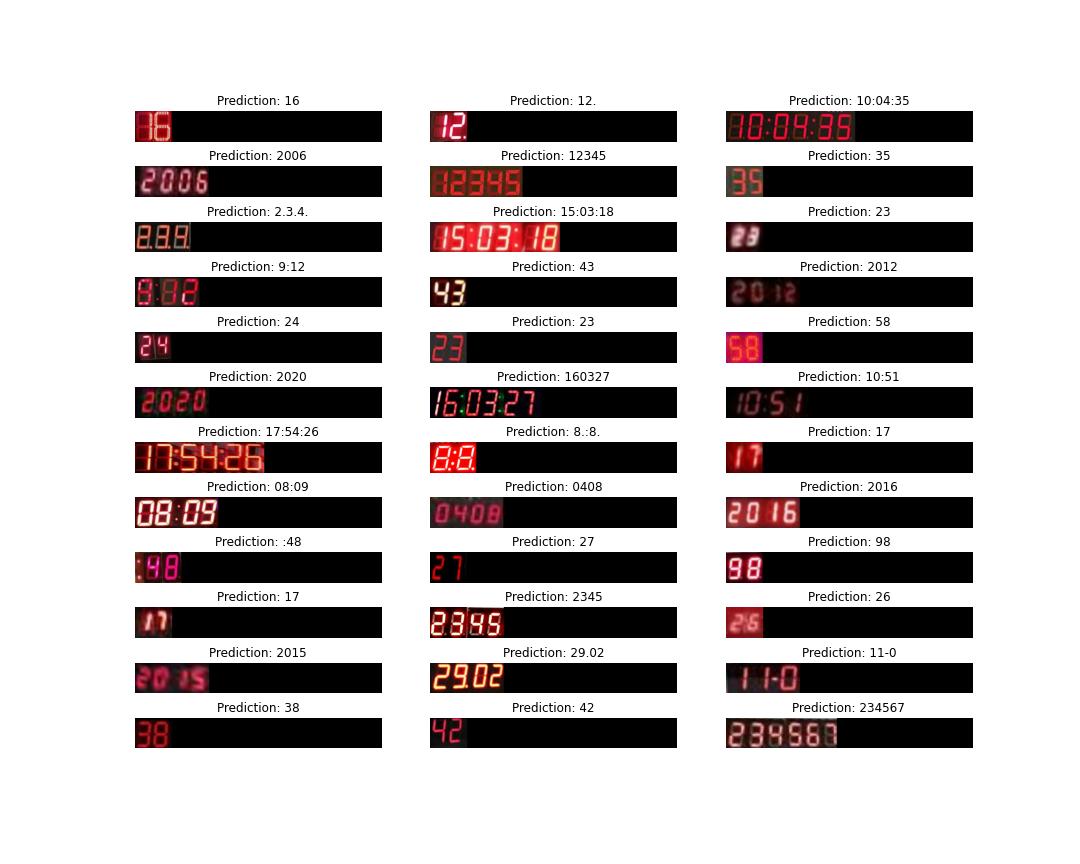 Prediction: 16 Prediction: 12. Prediction: 10:04:35
16 12. 10:04:35
Prediction: 2006 Prediction: 12345 Prediction: 35
2006 12345 35
Prediction: 2.3.4. Prediction: 15:03:18 Prediction: 23
2.3.4. 15:03:18 23
Prediction: 9:12 Prediction: 43 Prediction: 2012
9:12 43 2012
Prediction: 24 Prediction: 23 Prediction: 58
24 23 58
Prediction: 2020 Prediction: 160327 Prediction: 10:51
2020 16:03:27 10:51
Prediction: 17:54:26 Prediction: 8.:8. Prediction: 17
17:54:26 8.:8. 17
Prediction: 08:09 Prediction: 0408 Prediction: 2016
08:09 0408 2016
Prediction: :48 Prediction: 27 Prediction: 98
:48 27 98
Prediction: 17 Prediction: 2345 Prediction: 26
17 23.45 26
Prediction: 2015 Prediction: 29.02 Prediction: 11-0
2015 29.02 11-0
Prediction: 38 Prediction: 42 Prediction: 234567
38 42 234567